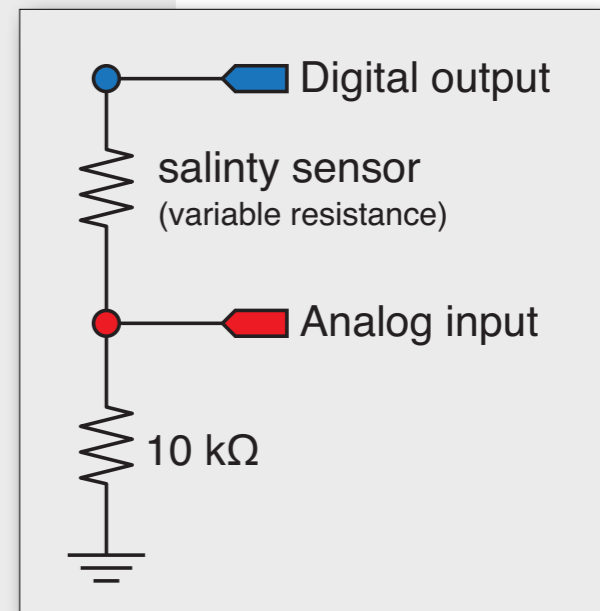 Digital output
salinty sensor
(variable resistance)
Analog input
10 kΩ